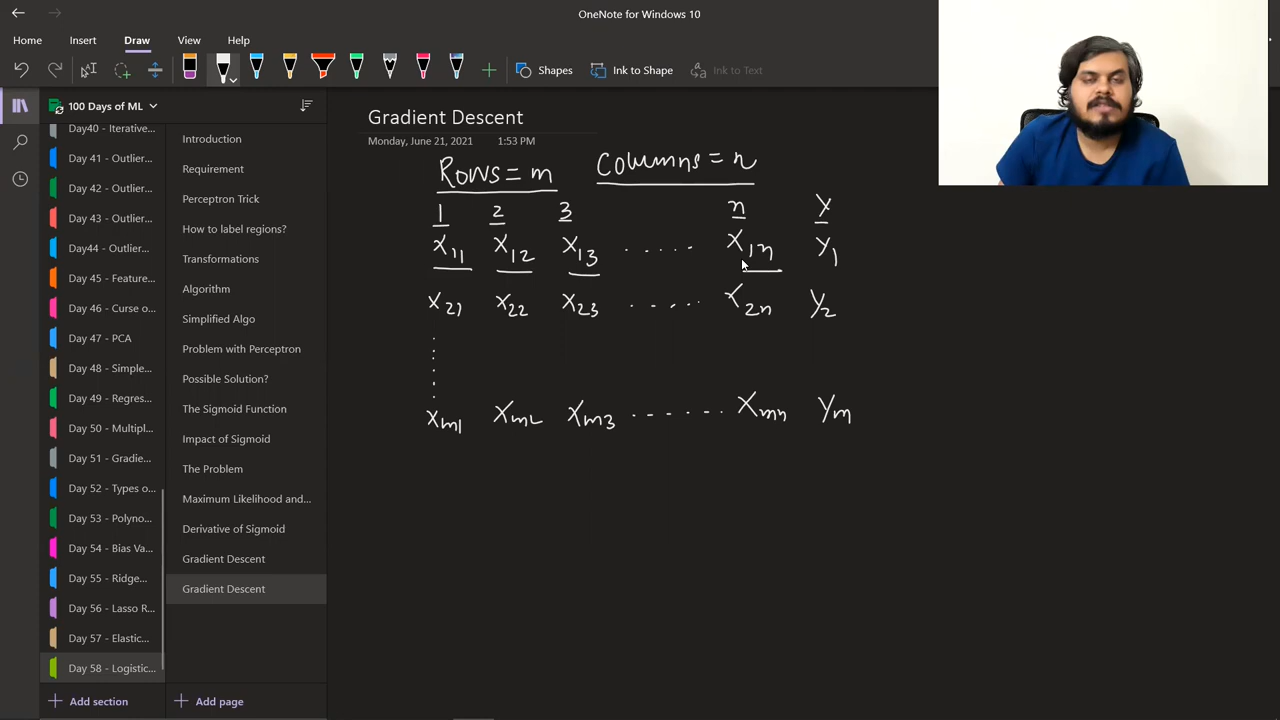 OneNote for Windows 10
Home Insert Draw View Help
Shapes Ink to Shape Ink to Text
100 Days of ML
Day40 - Iterative...
Day 41 - Outlier...
Day 42 - Outlier...
Day 43 - Outlier...
Day44 - Outlier...
Day 45 - Feature...
Day 46 - Curse o...
Day 47 - PCA
Day 48 - Simple...
Day 49 - Regres...
Day 50 - Multipl...
Day 51 - Gradie...
Day 52 - Types o...
Day 53 - Polyno...
Day 54 - Bias Va...
Day 55 - Ridge...
Day 56 - Lasso R...
Day 57 - Elastic...
Day 58 - Logistic...
Add section
Introduction
Requirement
Perceptron Trick
How to label regions?
Transformations
Algorithm
Simplified Algo
Problem with Perceptron
Possible Solution?
The Sigmoid Function
Impact of Sigmoid
The Problem
Maximum Likelihood and...
Derivative of Sigmoid
Gradient Descent
Gradient Descent
Add page
Gradient Descent
Monday, June 21, 2021 1:53 PM
Rows = m Columns = n
1 2 3 n y
x11 x12 x13 ..... x1n y1
x21 x22 x23 ..... x2n y2
xm1 xm2 xm3 ....... xmn ym